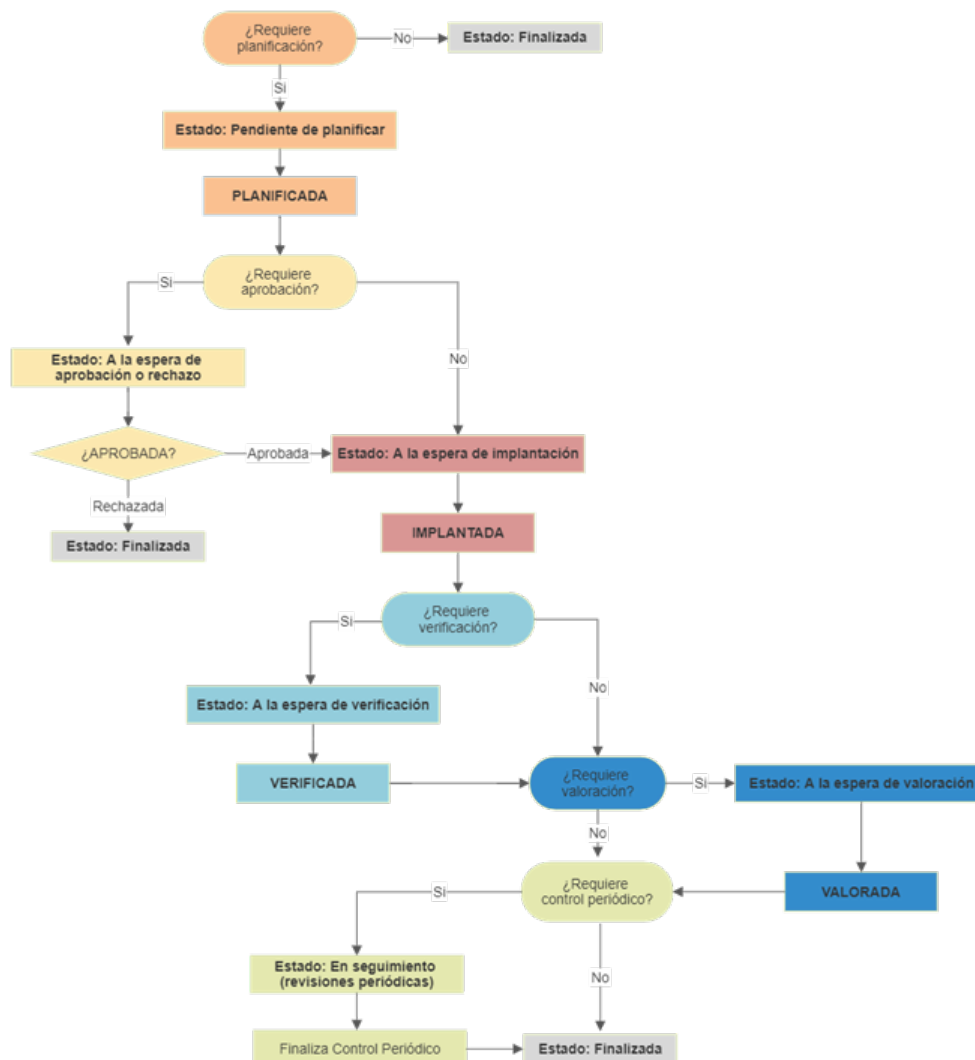 ¿Requiere
planificación?
No
Estado: Finalizada
Si
Estado: Pendiente de planificar
PLANIFICADA
¿Requiere
aprobación?
Si
No
Estado: A la espera de
aprobación o rechazo
¿APROBADA?
Aprobada
Estado: A la espera de implantación
Rechazada
Estado: Finalizada
IMPLANTADA
¿Requiere
verificación?
Si
No
Estado: A la espera de verificación
VERIFICADA
¿Requiere
valoración?
Si
Estado: A la espera de valoración
No
VALORADA
¿Requiere
control periódico?
Si
No
Estado: En seguimiento
(revisiones periódicas)
Finaliza Control Periódico
Estado: Finalizada